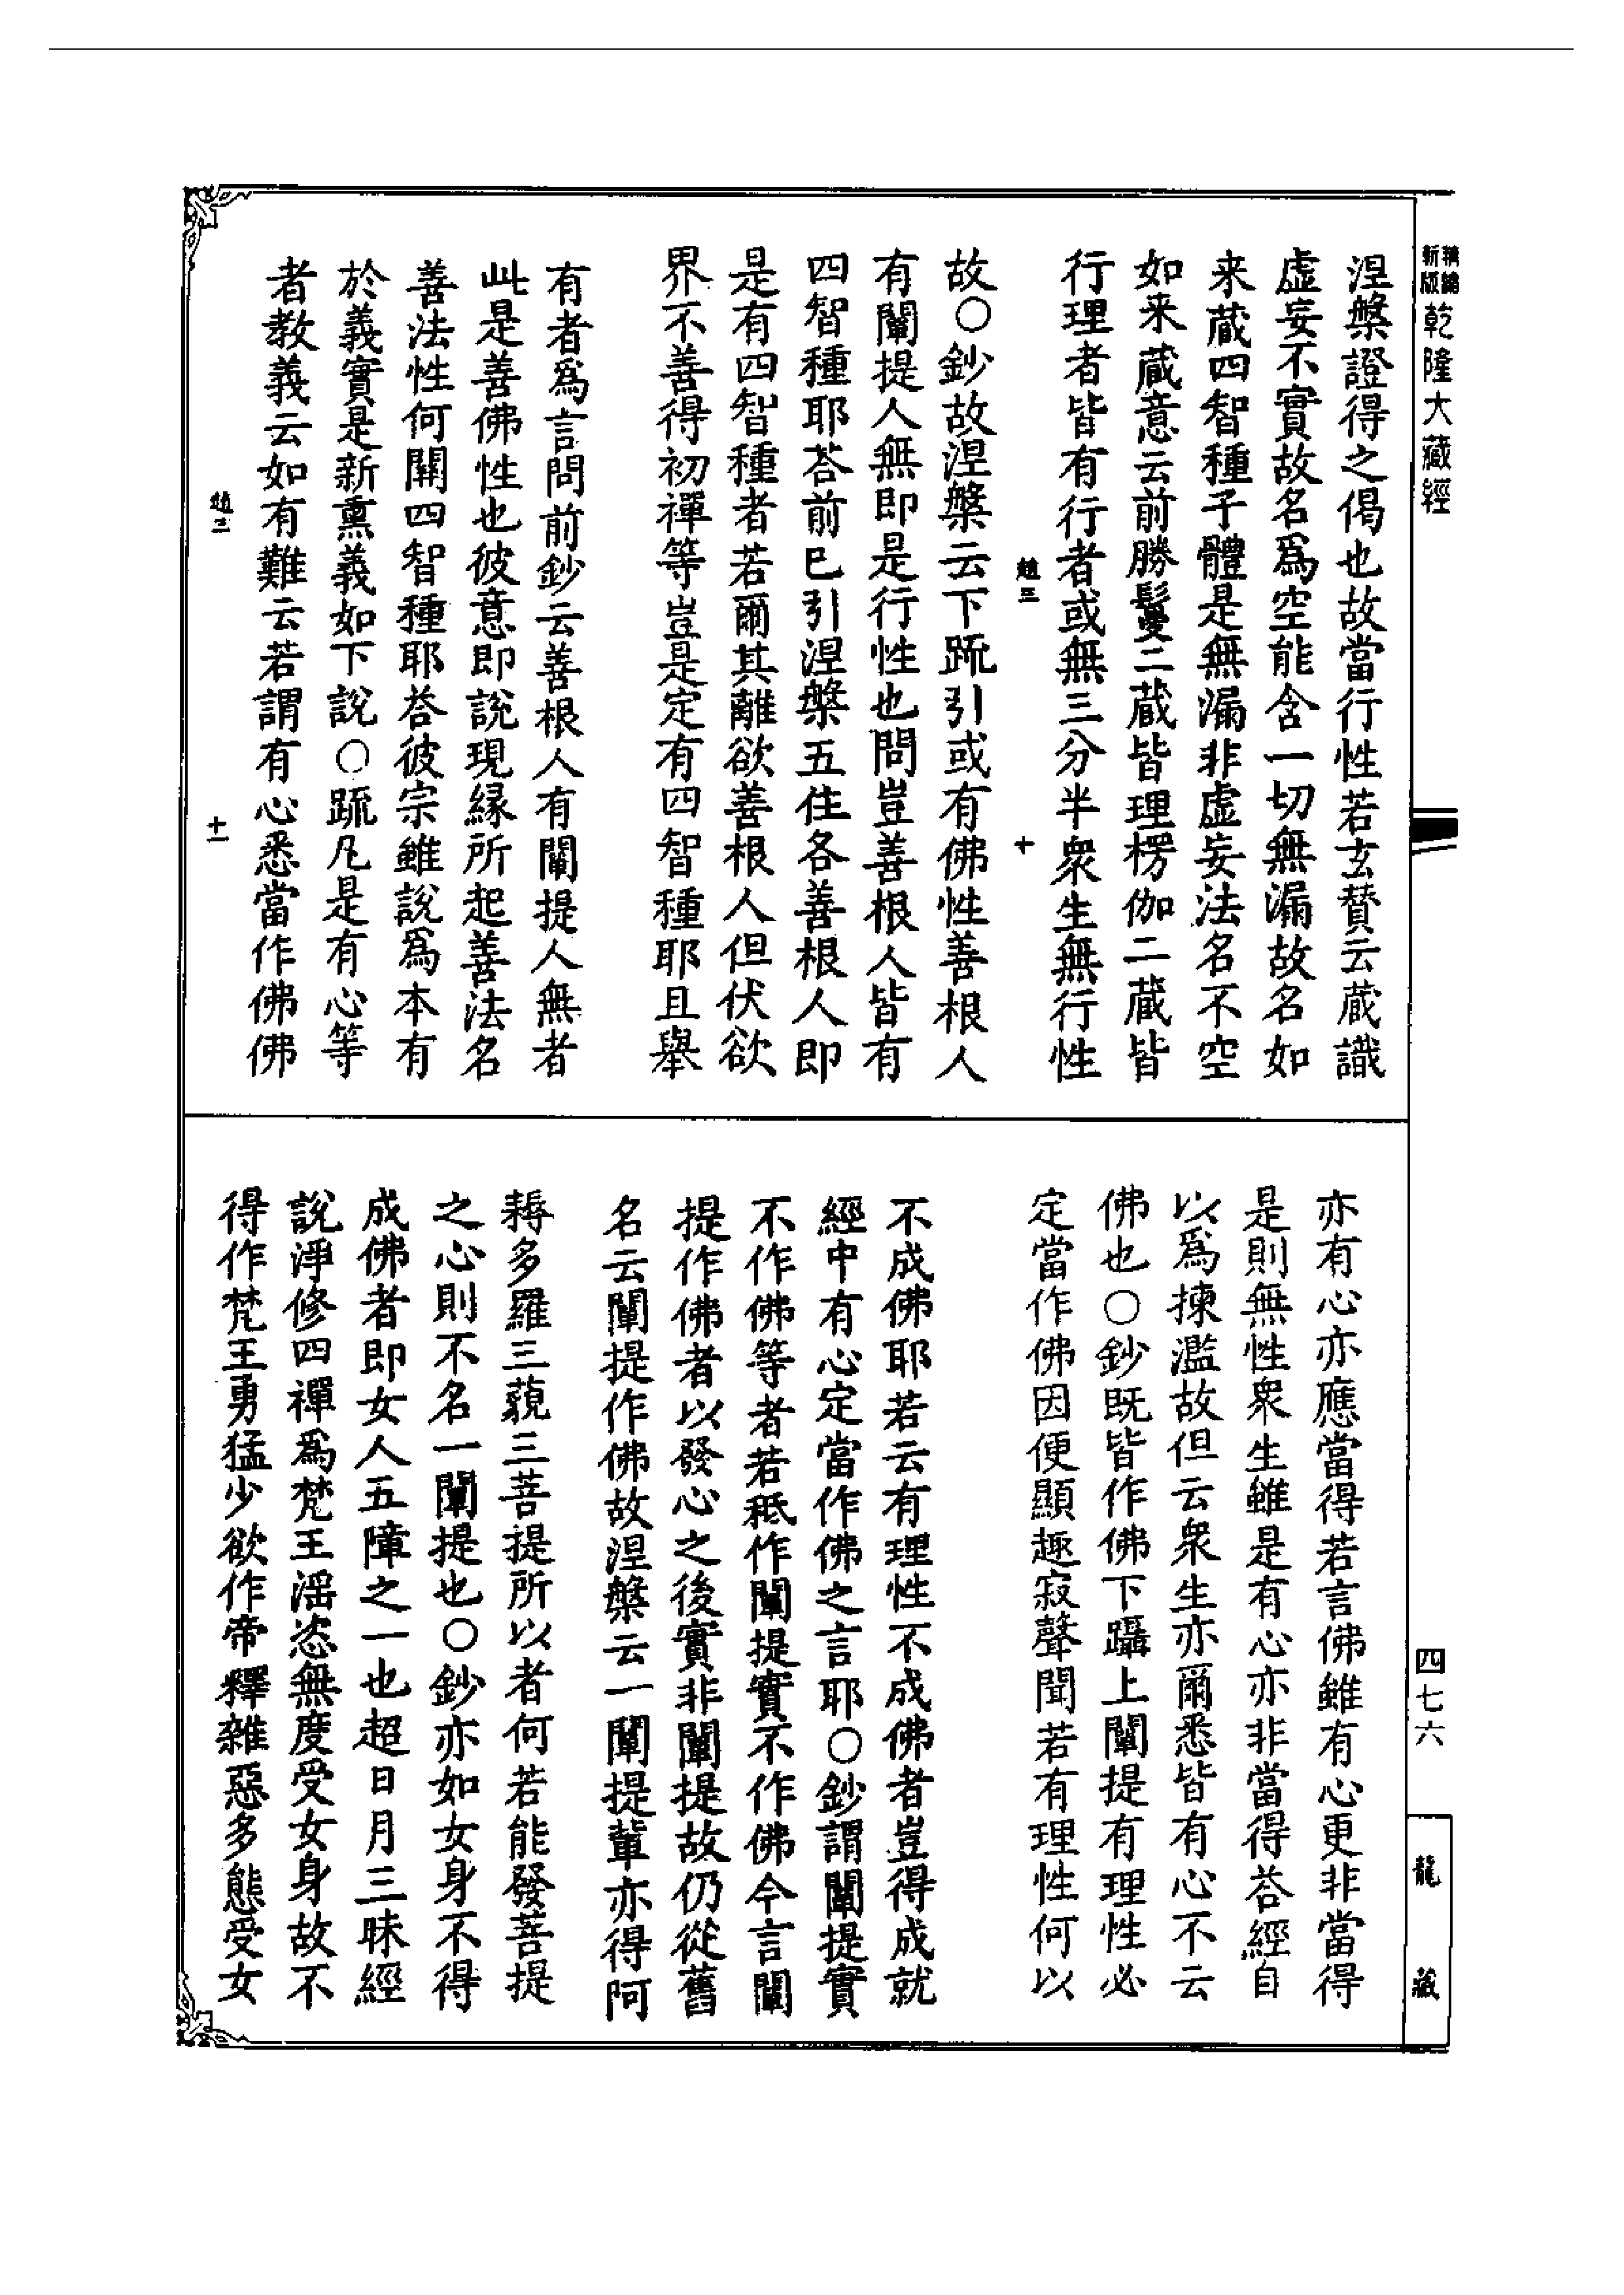 新編
新版
乾隆大藏經
涅槃證得之偈也故當行性若玄贊云藏識
虛妄不實故名為空能含一切無漏故名如
来藏四智種子體是無漏非虛妄法名不空
如来藏意云前勝鬘二藏皆理楞伽二藏皆
行理者皆有行者或無三分半眾生無行性
趙三
十
故○鈔故涅槃云下䟽引或有佛性善根人
有闡提人無即是行性也問豈善根人皆有
四智種耶荅前巳引涅槃五住各善根人即
是有四智種者若爾其離欲善根人但伏欲
界不善得初禪等豈是定有四智種耶且舉
有者為言問前鈔云善根人有闡提人無者
此是善佛性也彼意即說現緣所起善法名
善法性何關四智種耶荅彼宗雖說為本有
於義實是新熏義如下說○䟽凡是有心等
者教義云如有難云若謂有心悉當作佛佛
趙三
十一
亦有心亦應當得若言佛雖有心更非當得
是則無性衆生雖是有心亦非當得荅經自
以為揀濫故但云衆生亦爾悉皆有心不云
佛也○鈔既皆作佛下躡上闡提有理性必
定當作佛因便顯趣寂聲聞若有理性何以
不成佛耶若云有理性不成佛者豈得成就
經中有心定當作佛之言耶○鈔謂闡提實
不作佛等者若秖作闡提實不作佛今言闡
提作佛者以發心之後實非闡提故仍從舊
名云闡提作佛故涅槃云一闡提輩亦得阿
耨多羅三藐三菩提所以者何若能發菩提
之心則不名一闡提也○鈔亦如女身不得
成佛者即女人五障之一也超日月三昧經
說淨修四禪為梵王淫恣無度受女身故不
得作梵王勇猛少欲作帝釋雜惡多態受女
四七六
龍藏